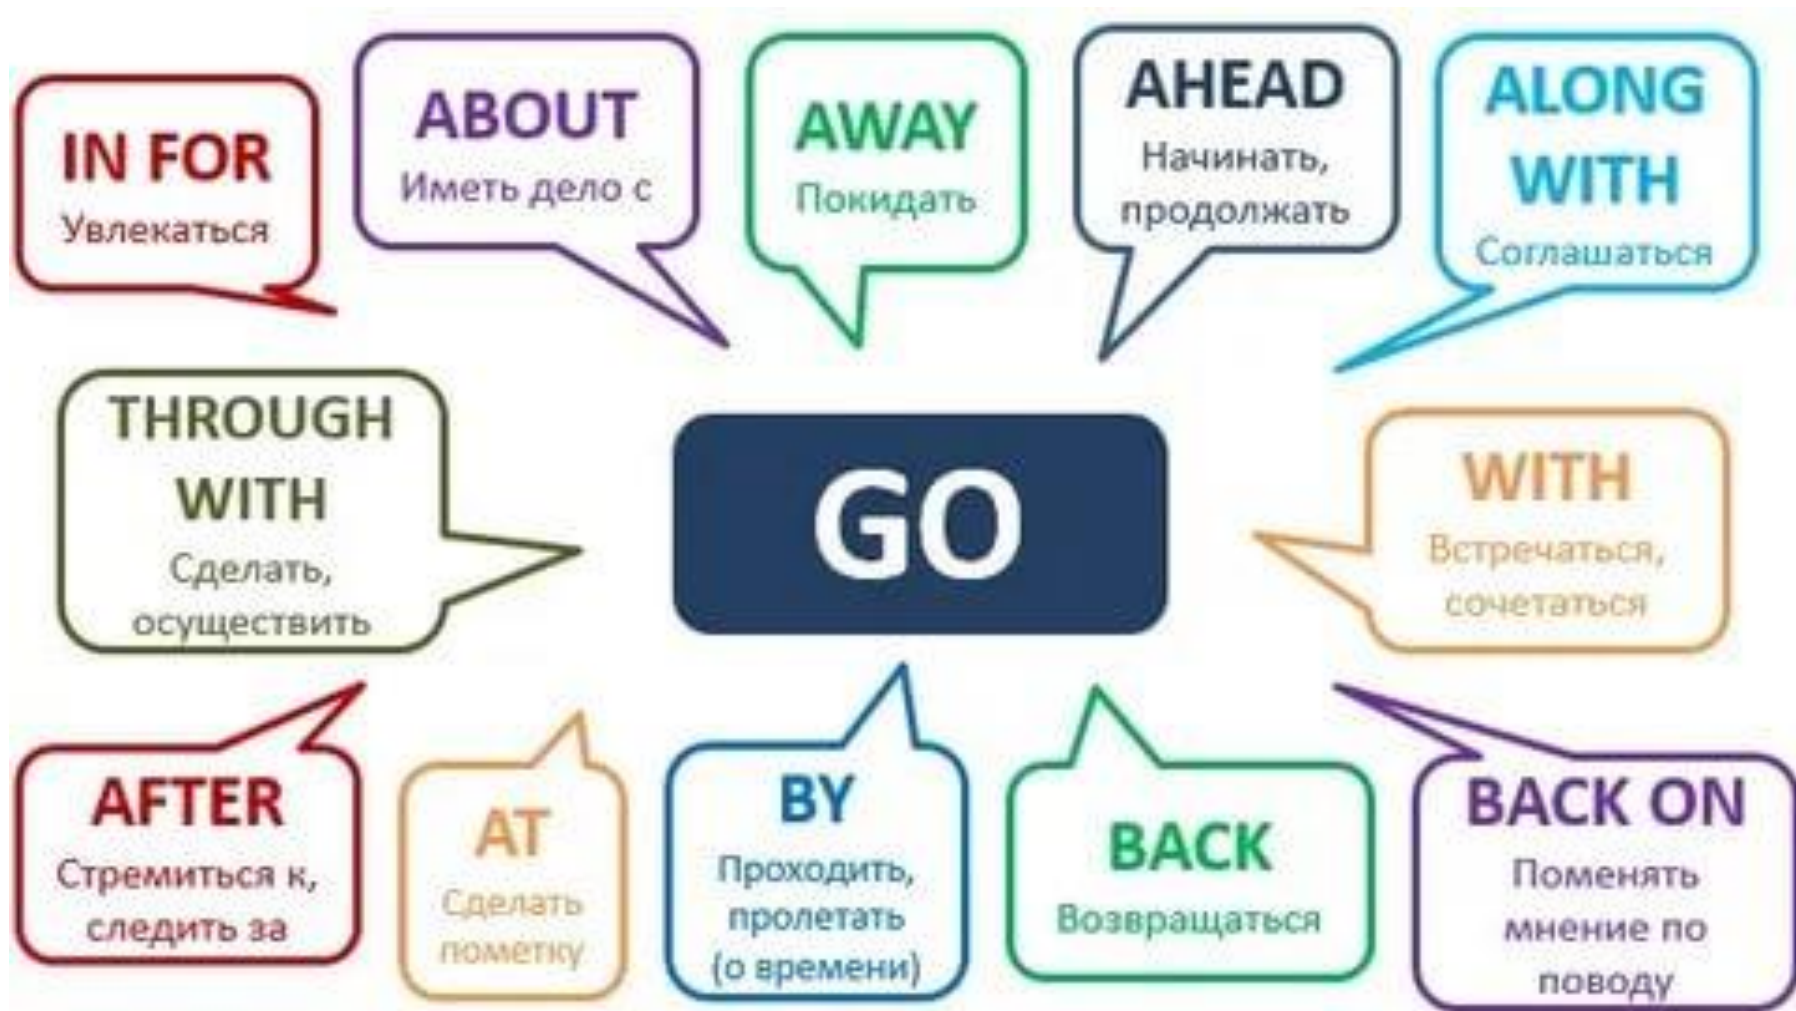 IN FOR
Увлекаться
ABOUT
Иметь дело с
AWAY
Покидать
AHEAD
Начинать,
продолжать
ALONG
WITH
Соглашаться
THROUGH
WITH
Сделать,
осуществить
GO
WITH
Встречаться,
сочетаться
AFTER
Стремиться к,
следить за
AT
Сделать
пометку
BY
Проходить,
пролетать
(о времени)
BACK
Возвращаться
BACK ON
Поменять
мнение по
поводу